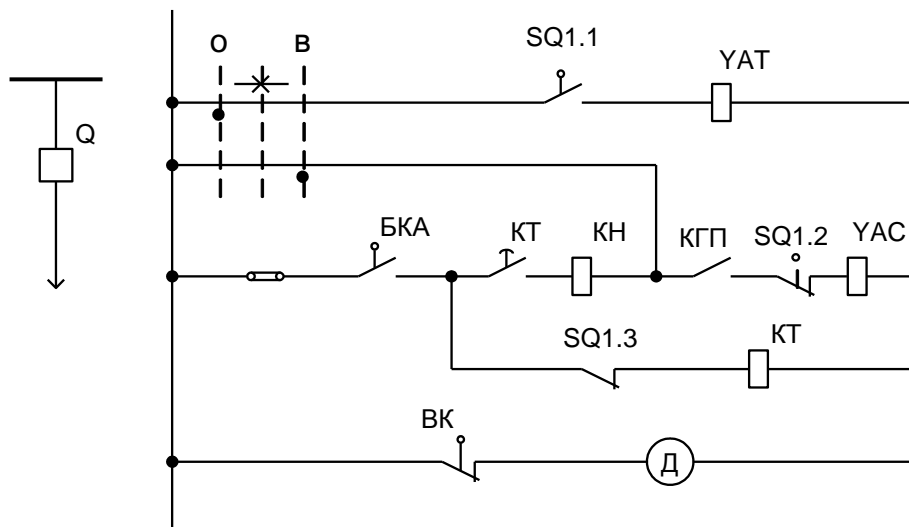 О В
SQ1.1
YAT
Q
БКА
КТ
КН
КГП
SQ1.2
YAC
SQ1.3
КТ
ВК
Д